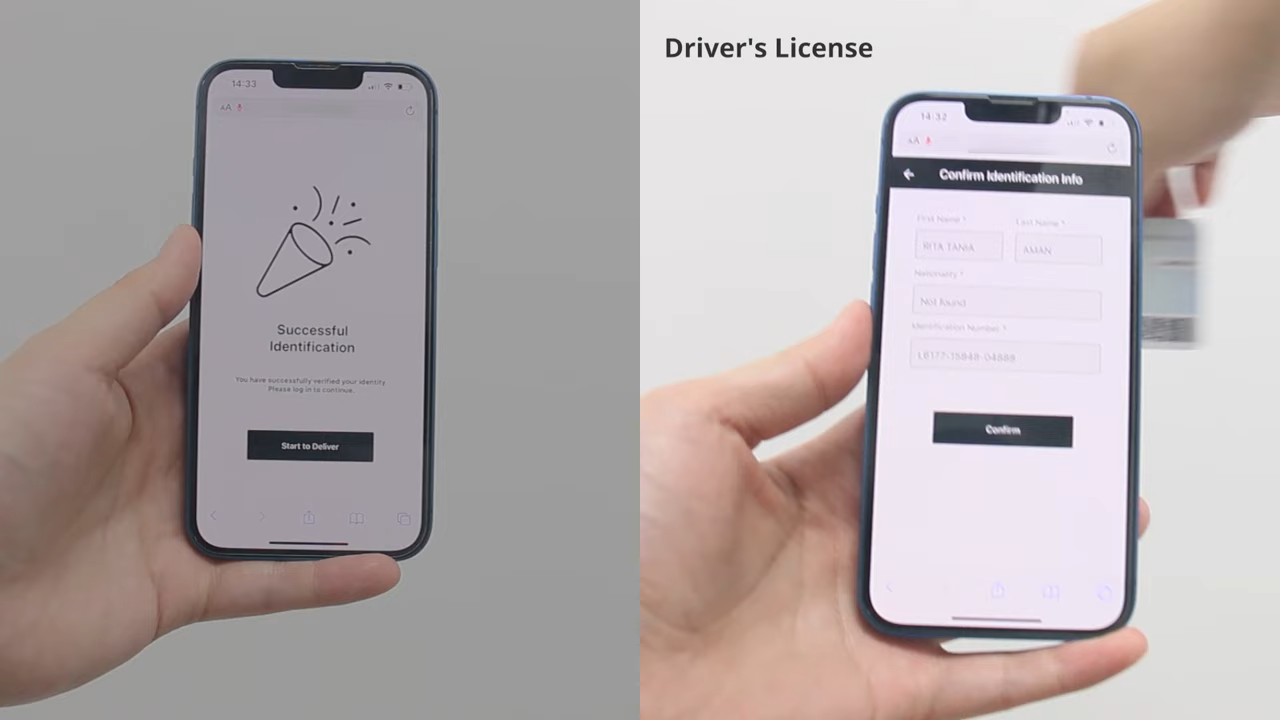 14:33
AA
Successful
Identification
You have successfully verified your identity.
Please log in to continue.
Start to Deliver
Driver's License
14:32
AA
Confirm Identification Info
First Name *
Last Name *
RITA TANIA
AMAN
Nationality *
Not found
Identification Number *
Confirm